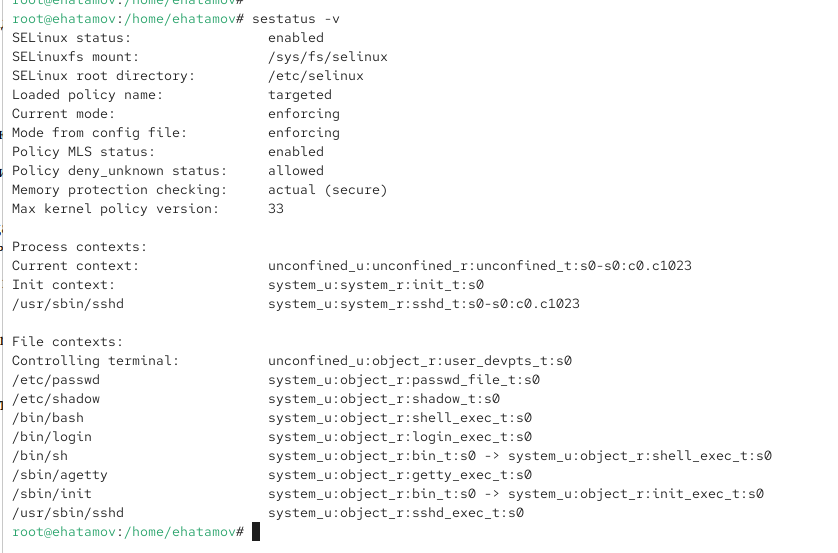 root@ehatamov:/home/ehatamov#
root@ehatamov:/home/ehatamov# sestatus -v
SELinux status:                 enabled
SELinuxfs mount:                /sys/fs/selinux
SELinux root directory:         /etc/selinux
Loaded policy name:             targeted
Current mode:                   enforcing
Mode from config file:          enforcing
Policy MLS status:              enabled
Policy deny_unknown status:     allowed
Memory protection checking:     actual (secure)
Max kernel policy version:      33

Process contexts:
Current context:                unconfined_u:unconfined_r:unconfined_t:s0-s0:c0.c1023
Init context:                   system_u:system_r:init_t:s0
/usr/sbin/sshd                  system_u:system_r:sshd_t:s0-s0:c0.c1023

File contexts:
Controlling terminal:           unconfined_u:object_r:user_devpts_t:s0
/etc/passwd                     system_u:object_r:passwd_file_t:s0
/etc/shadow                     system_u:object_r:shadow_t:s0
/bin/bash                       system_u:object_r:shell_exec_t:s0
/bin/login                      system_u:object_r:login_exec_t:s0
/bin/sh                         system_u:object_r:bin_t:s0 -> system_u:object_r:shell_exec_t:s0
/sbin/agetty                    system_u:object_r:getty_exec_t:s0
/sbin/init                      system_u:object_r:bin_t:s0 -> system_u:object_r:init_exec_t:s0
/usr/sbin/sshd                  system_u:object_r:sshd_exec_t:s0
root@ehatamov:/home/ehatamov#